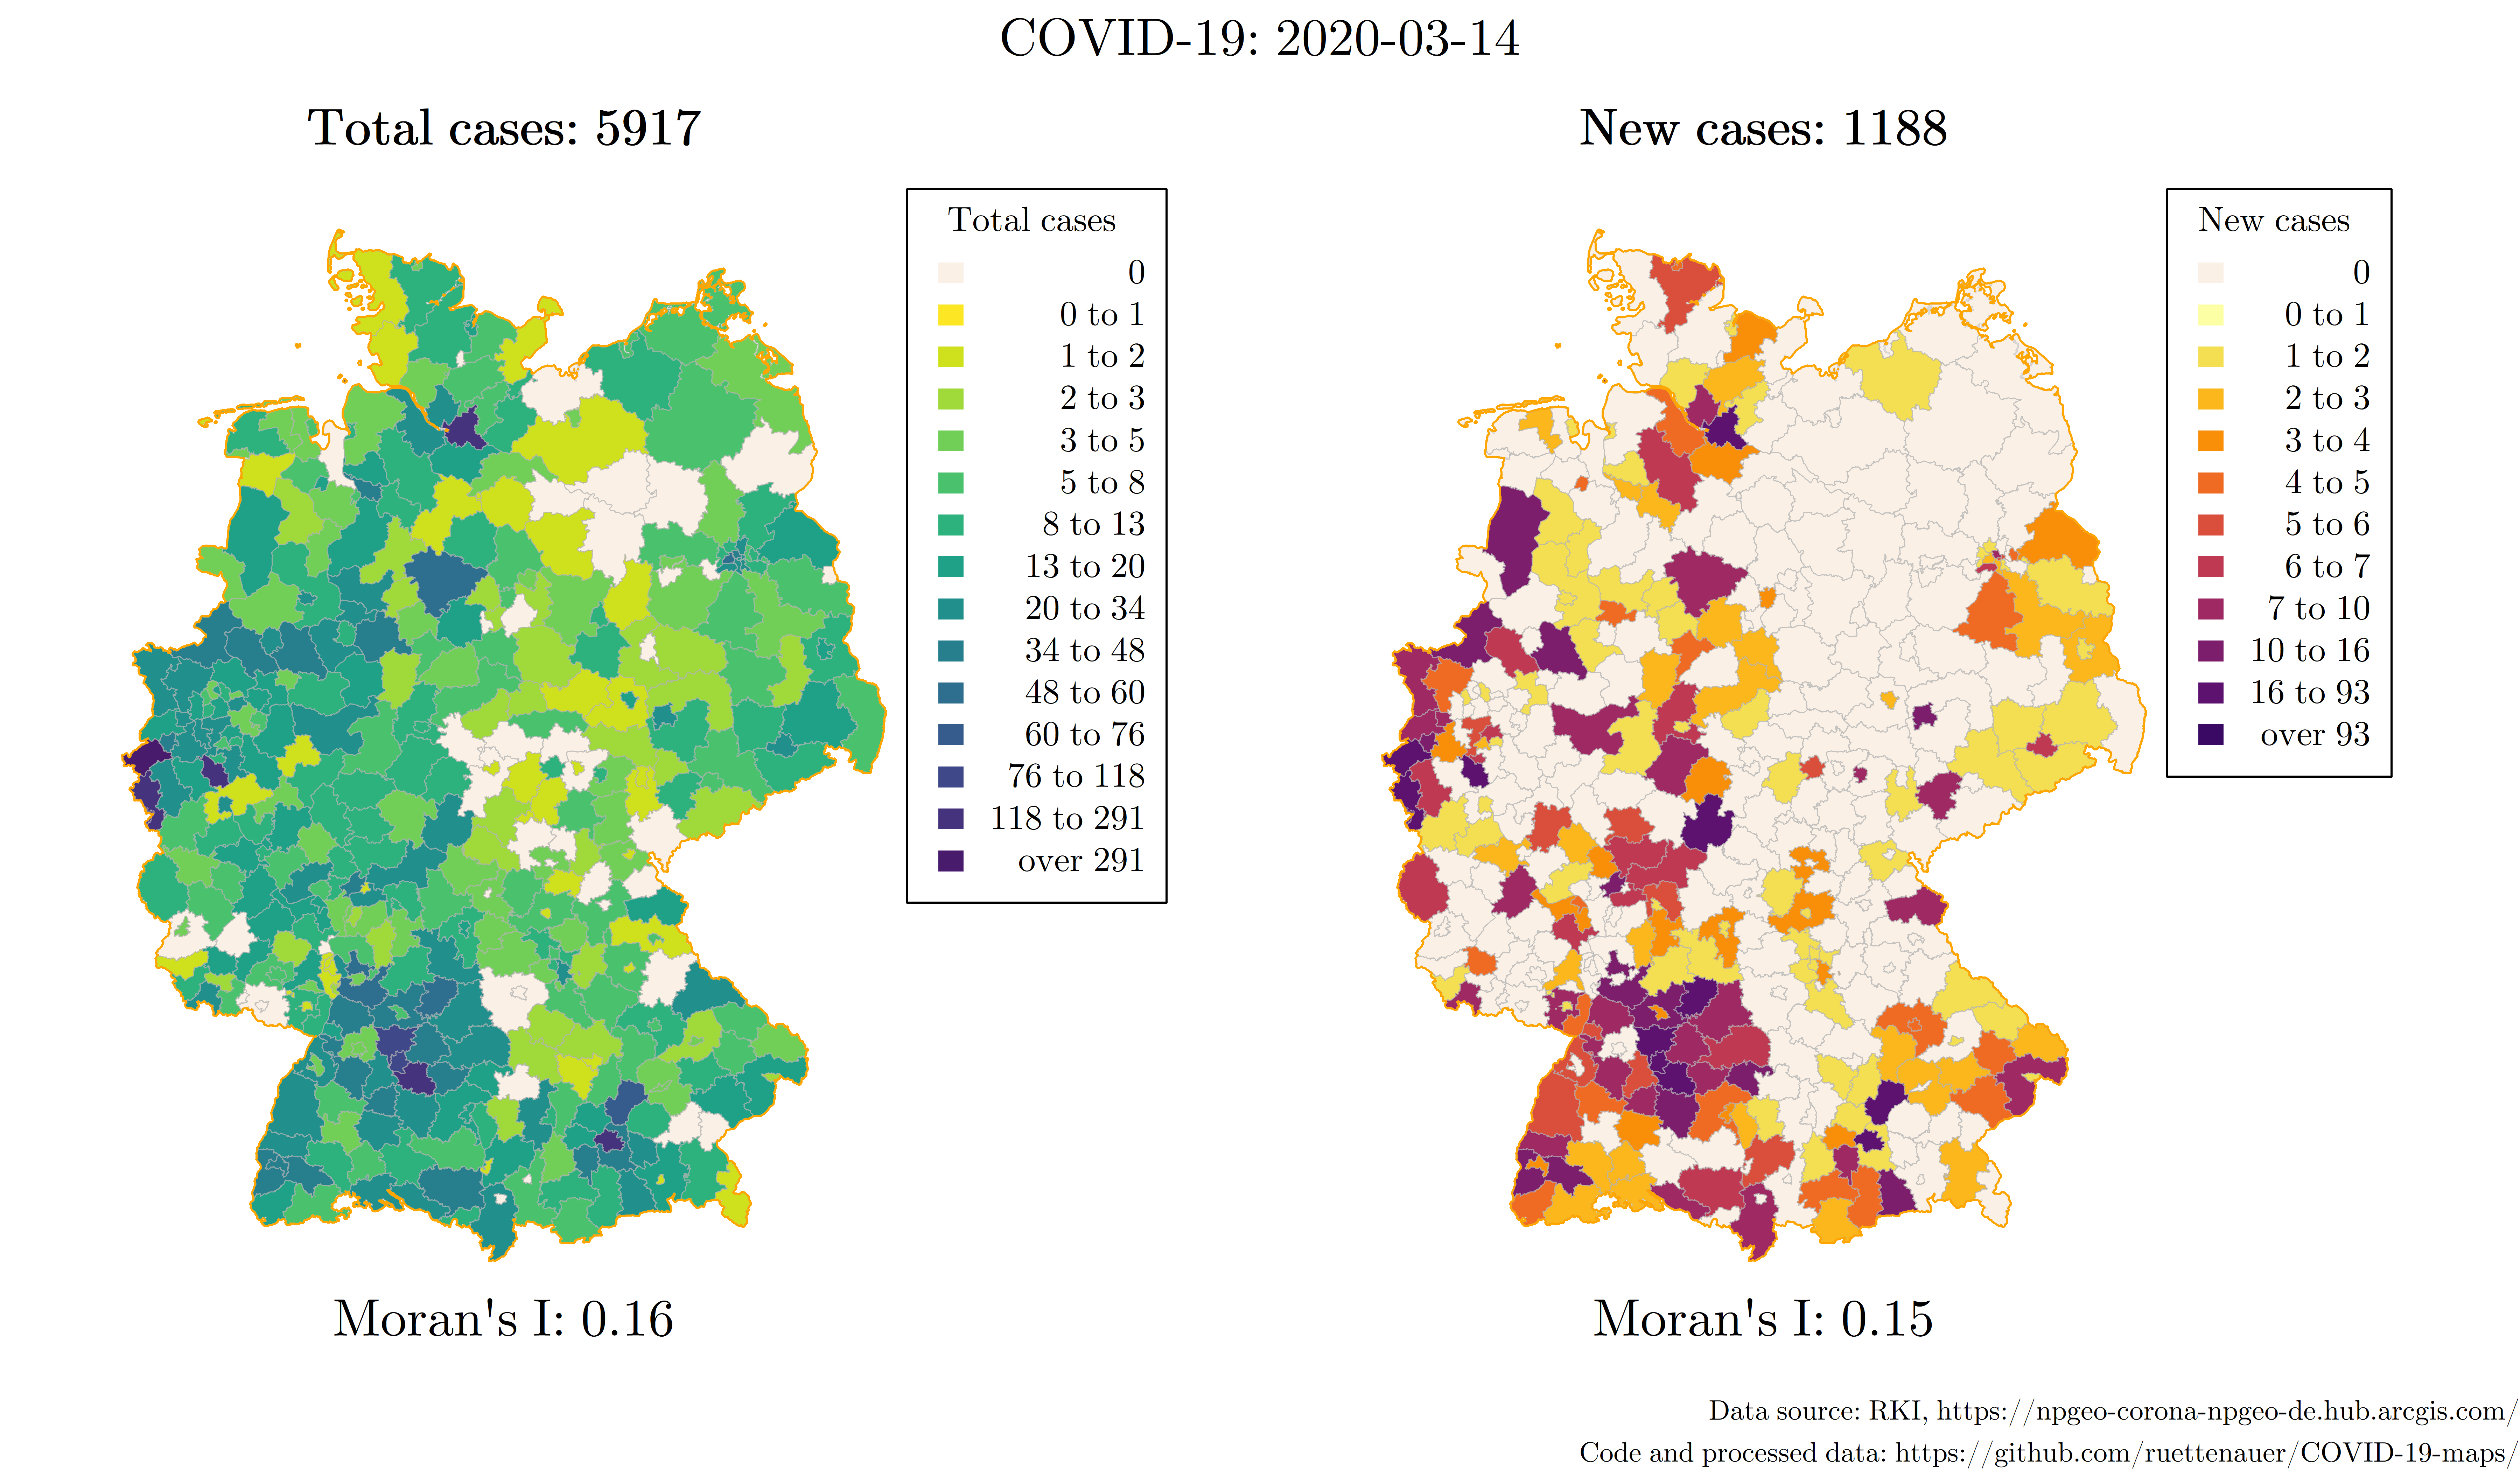 COVID-19: 2020-03-14
Total cases: 5917
Total cases
0
0 to 1
1 to 2
2 to 3
3 to 5
5 to 8
8 to 13
13 to 20
20 to 34
34 to 48
48 to 60
60 to 76
76 to 118
118 to 291
over 291
Moran's I: 0.16
New cases: 1188
New cases
0
0 to 1
1 to 2
2 to 3
3 to 4
4 to 5
5 to 6
6 to 7
7 to 10
10 to 16
16 to 93
over 93
Moran's I: 0.15
Data source: RKI, https://npgeo-corona-npgeo-de.hub.arcgis.com/
Code and processed data: https://github.com/ruettenauer/COVID-19-maps/